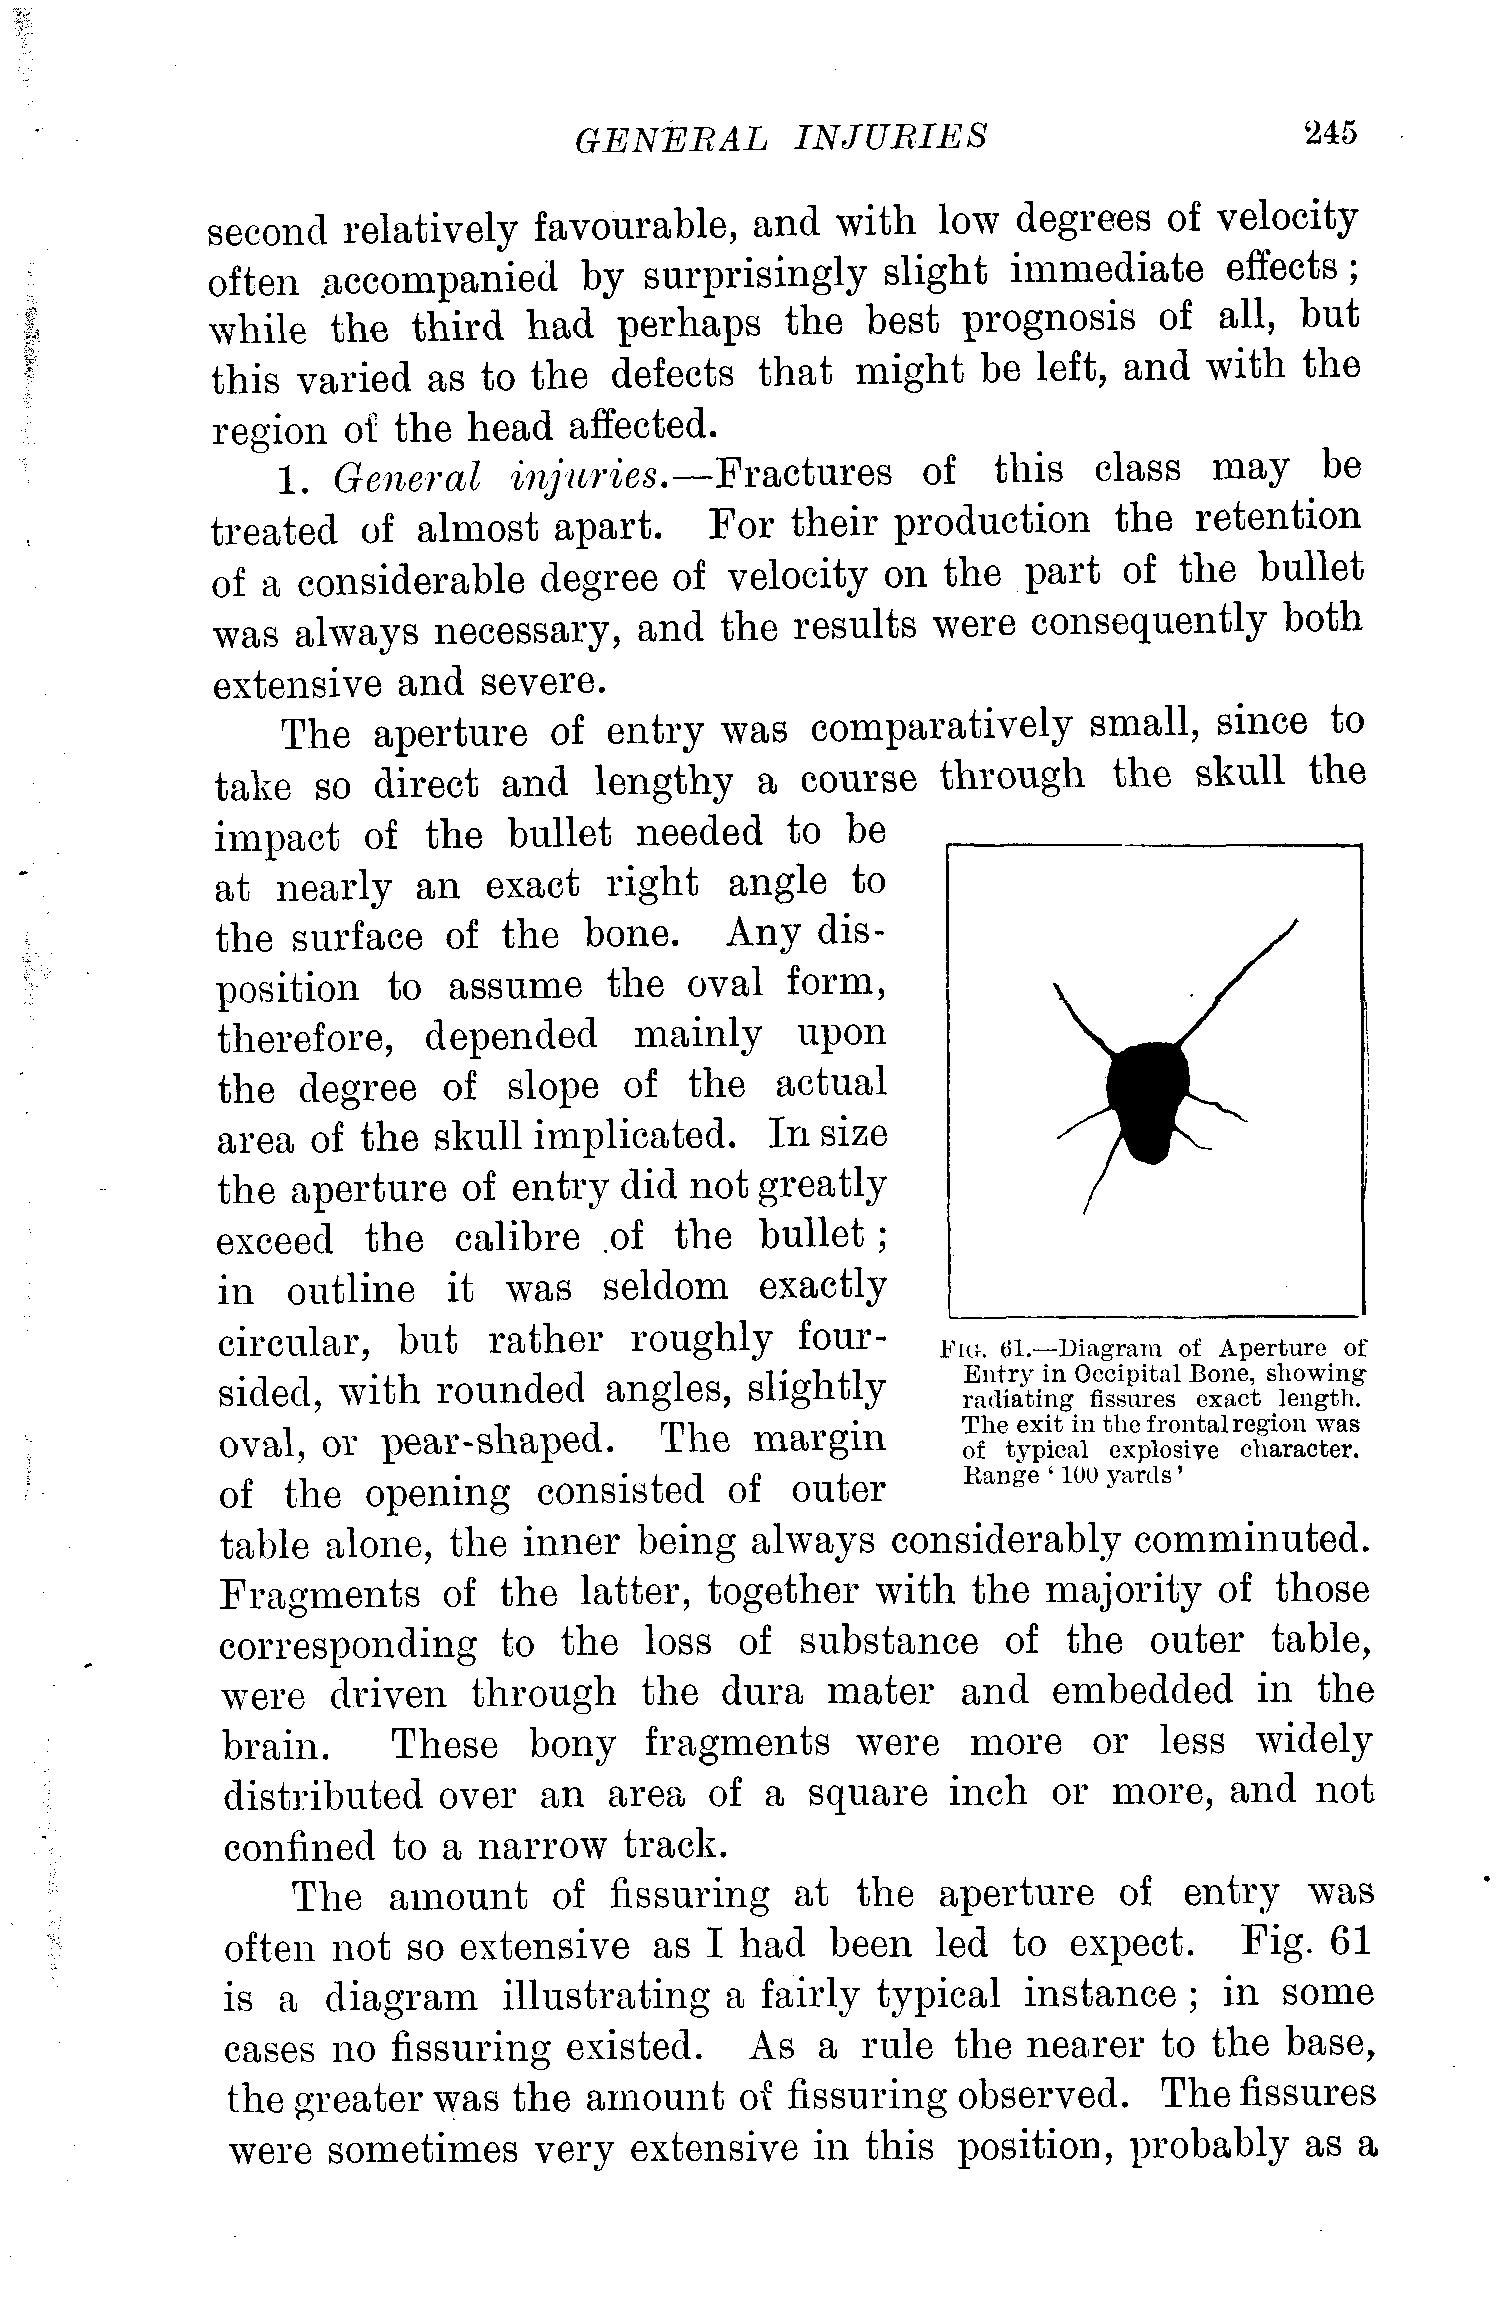 GENERAL INJURIES 245
second relatively favourable, and with low degrees of velocity
often accompanied by surprisingly slight immediate effects ;
while the third had perhaps the best prognosis of all, but
this varied as to the defects that might be left, and with the
region of the head affected.
1. General injuries.—Fractures of this class may be
treated of almost apart. For their production the retention
of a considerable degree of velocity on the part of the bullet
was always necessary, and the results were consequently both
extensive and severe.
The aperture of entry was comparatively small, since to
take so direct and lengthy a course through the skull the
impact of the bullet needed to be
at nearly an exact right angle to
the surface of the bone. Any dis-
position to assume the oval form,
therefore, depended mainly upon
the degree of slope of the actual
area of the skull implicated. In size
the aperture of entry did not greatly
exceed the calibre of the bullet ;
in outline it was seldom exactly
circular, but rather roughly four-
sided, with rounded angles, slightly
oval, or pear-shaped. The margin
of the opening consisted of outer
table alone, the inner being always considerably comminuted.
Fragments of the latter, together with the majority of those
corresponding to the loss of substance of the outer table,
were driven through the dura mater and embedded in the
brain. These bony fragments were more or less widely
distributed over an area of a square inch or more, and not
confined to a narrow track.
The amount of fissuring at the aperture of entry was
often not so extensive as I had been led to expect. Fig. 61
is a diagram illustrating a fairly typical instance ; in some
cases no fissuring existed. As a rule the nearer to the base,
the greater was the amount of fissuring observed. The fissures
were sometimes very extensive in this position, probably as a
FIG. 61.—Diagram of Aperture of
Entry in Occipital Bone, showing
radiating fissures exact length.
The exit in the frontal region was
of typical explosive character.
Range ‘ 100 yards ’